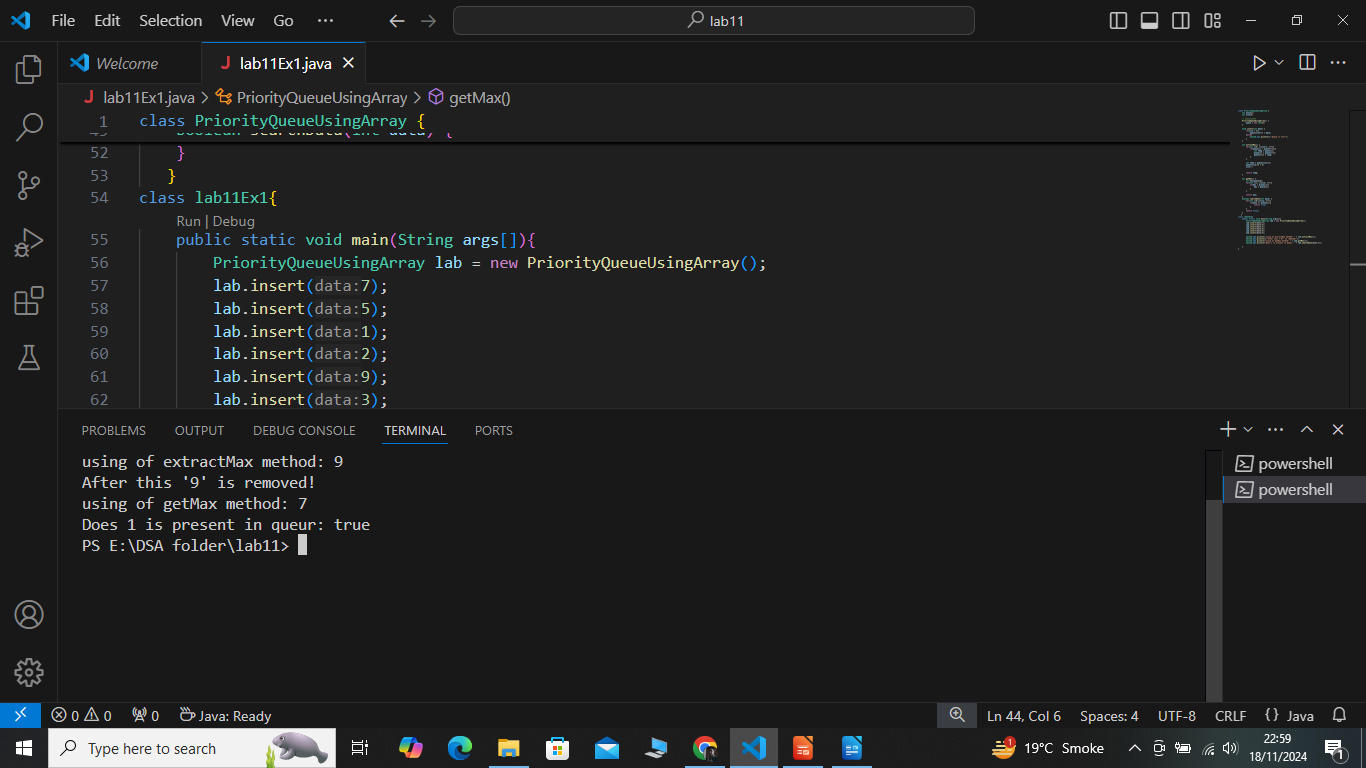 File Edit Selection View Go ··· lab11
Welcome
lab11Ex1.java
lab11Ex1.java > PriorityQueueUsingArray > getMax()
1 class PriorityQueueUsingArray {
52 }
53 }
54 class lab11Ex1{
Run | Debug
55 public static void main(String args[]){
56 PriorityQueueUsingArray lab = new PriorityQueueUsingArray();
57 lab.insert(data:7);
58 lab.insert(data:5);
59 lab.insert(data:1);
60 lab.insert(data:2);
61 lab.insert(data:9);
62 lab.insert(data:3);
PROBLEMS OUTPUT DEBUG CONSOLE TERMINAL PORTS
using of extractMax method: 9
After this '9' is removed!
using of getMax method: 7
Does 1 is present in queur: true
PS E:\DSA folder\lab11>
powershell
powershell
0 0 0 Java: Ready Ln 44, Col 6 Spaces: 4 UTF-8 CRLF {} Java
Type here to search
1 19°C Smoke
22:59
18/11/2024
1